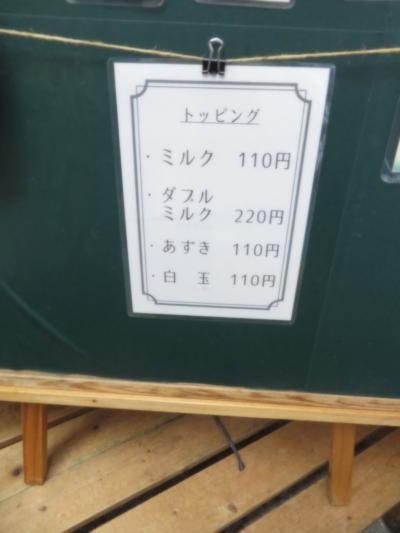 トッピング
・ミルク 110円
・ダブル
ミルク 220円
・あずき 110円
・白 玉 110円